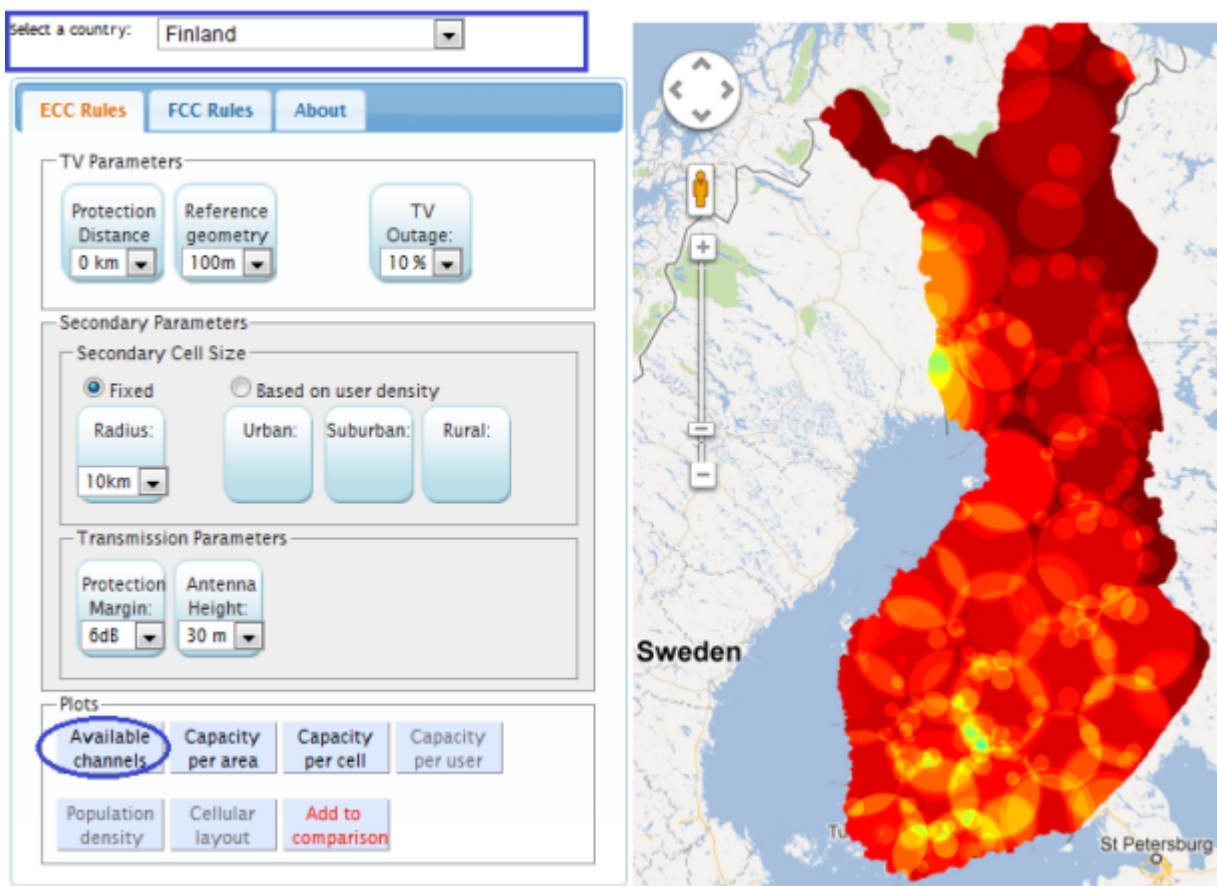 Select a country: Finland
ECC Rules FCC Rules About
TV Parameters
Protection Distance 0 km
Reference geometry 100m
TV Outage: 10 %
Secondary Parameters
Secondary Cell Size
Fixed
Based on user density
Radius: 10km
Urban:
Suburban:
Rural:
Transmission Parameters
Protection Margin: 6dB
Antenna Height: 30 m
Plots
Available channels
Capacity per area
Capacity per cell
Capacity per user
Population density
Cellular layout
Add to comparison
Sweden
Tu
St Petersburg